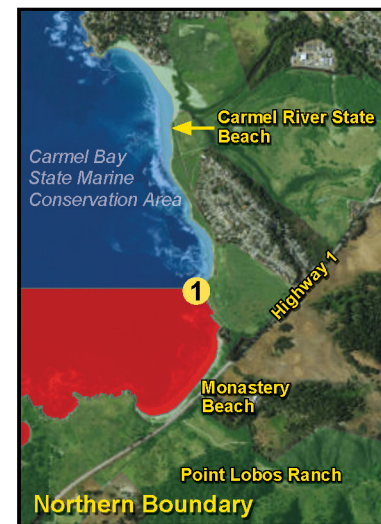 Carmel River State
Beach
Carmel Bay
State Marine
Conservation Area
1
Highway 1
Monastery
Beach
Point Lobos Ranch
Northern Boundary